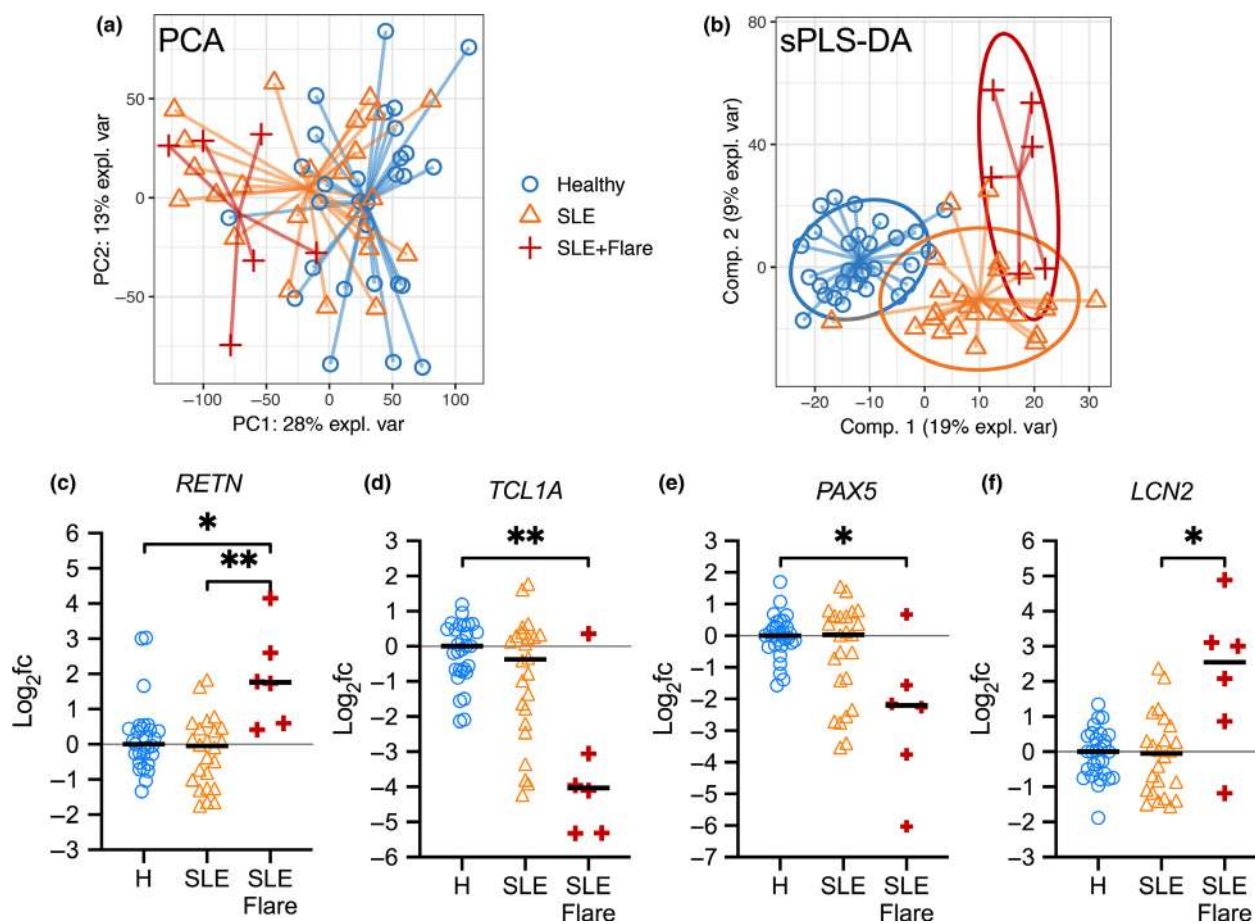 (a)
PCA
PC2: 13% expl. var
50
0
−50
−100
−50
0
50
100
PC1: 28% expl. var
Healthy
SLE
SLE+Flare
(b)
sPLS-DA
Comp. 2 (9% expl. var)
80
40
0
−20
−10
0
10
20
30
Comp. 1 (19% expl. var)
(c)
RETN
Log2fc
6
5
4
3
2
1
0
−1
−2
−3
*
**
H
SLE
SLE
Flare
(d)
TCL1A
Log2fc
3
2
1
0
−1
−2
−3
−4
−5
−6
**
H
SLE
SLE
Flare
(e)
PAX5
Log2fc
3
2
1
0
−1
−2
−3
−4
−5
−6
−7
*
H
SLE
SLE
Flare
(f)
LCN2
Log2fc
6
5
4
3
2
1
0
−1
−2
−3
*
H
SLE
SLE
Flare